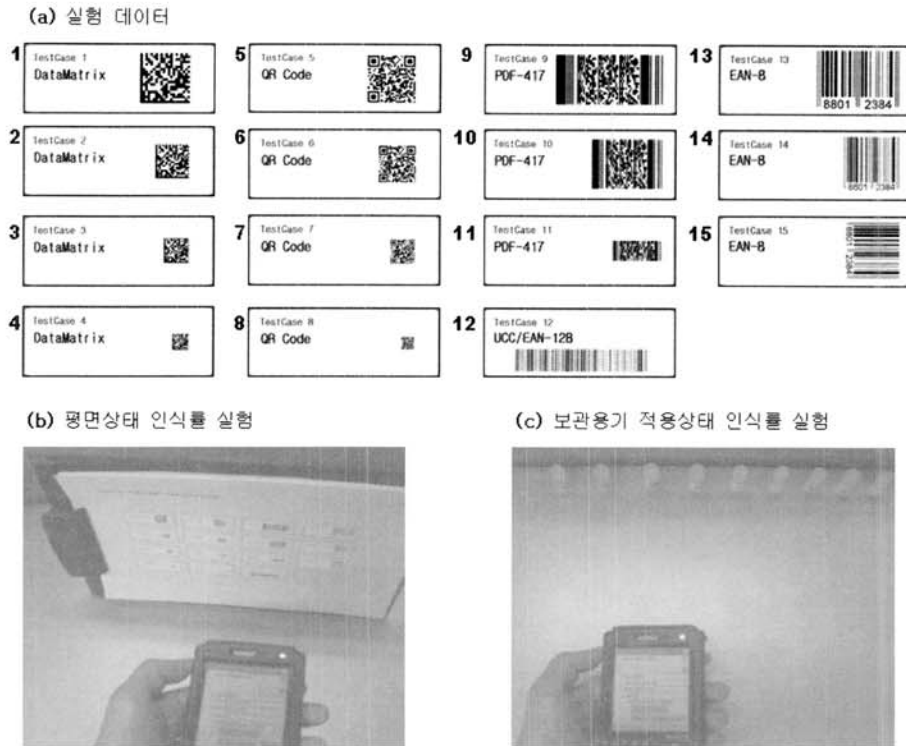 (a) 실험 데이터
1
TestCase 1
DataMatrix
2
TestCase 2
DataMatrix
3
TestCase 3
DataMatrix
4
TestCase 4
DataMatrix
5
TestCase 5
QR Code
6
TestCase 6
QR Code
7
TestCase 7
QR Code
8
TestCase 8
QR Code
9
TestCase 9
PDF-417
10
TestCase 10
PDF-417
11
TestCase 11
PDF-417
12
TestCase 12
UCC/EAN-128
13
TestCase 13
EAN-8
8801 2384
14
TestCase 14
EAN-8
8801 2384
15
TestCase 15
EAN-8
8801 2384
(b) 평면상태 인식률 실험
(c) 보관용기 적용상태 인식률 실험